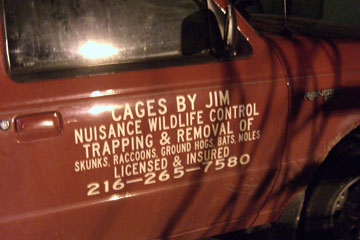 CAGES BY JIM
NUISANCE WILDLIFE CONTROL
TRAPPING & REMOVAL OF
SKUNKS, RACCOONS, GROUND HOGS, BATS, MOLES
LICENSED & INSURED
216-265-7580